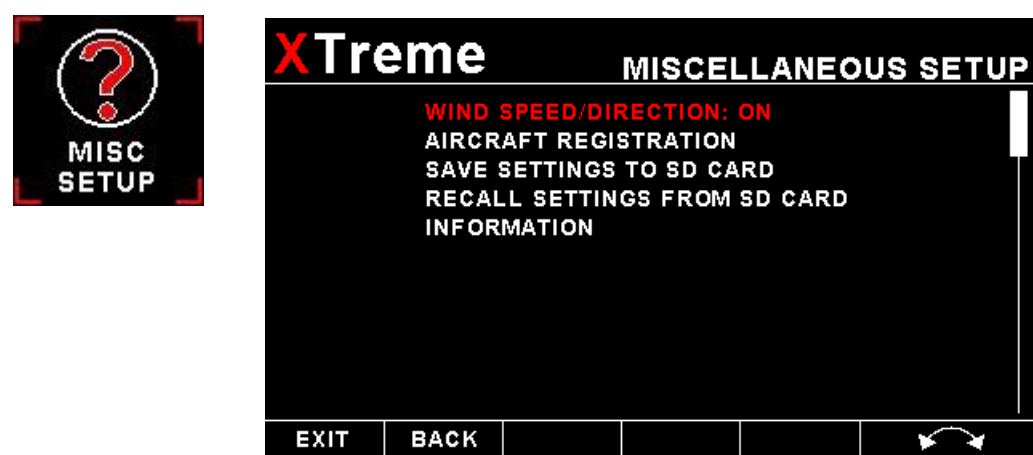 MISC
SETUP
XTreme
MISCELLANEOUS SETUP
WIND SPEED/DIRECTION: ON
AIRCRAFT REGISTRATION
SAVE SETTINGS TO SD CARD
RECALL SETTINGS FROM SD CARD
INFORMATION
EXIT BACK